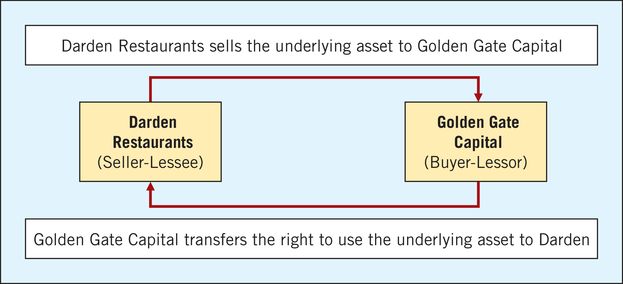 Darden Restaurants sells the underlying asset to Golden Gate Capital
Darden
Restaurants
(Seller-Lessee)
Golden Gate
Capital
(Buyer-Lessor)
Golden Gate Capital transfers the right to use the underlying asset to Darden